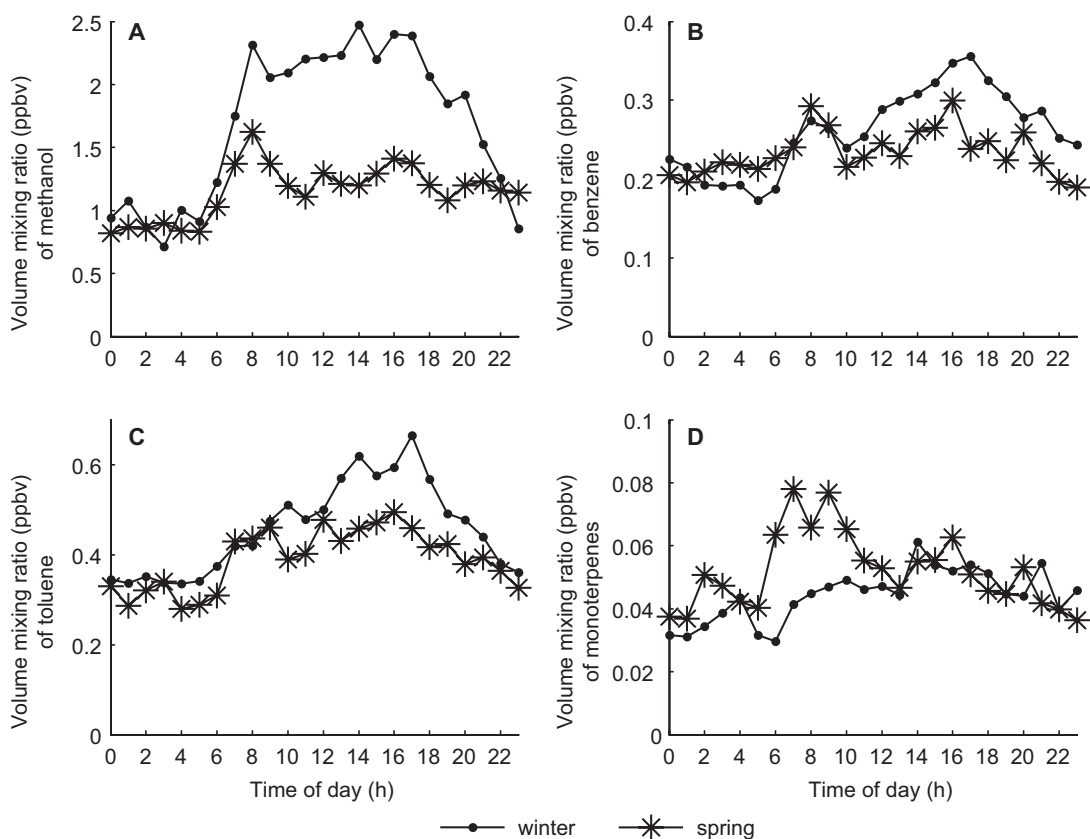 A
Volume mixing ratio (ppbv)
of methanol
2.5
2
1.5
1
0.5
0
0 2 4 6 8 10 12 14 16 18 20 22
B
Volume mixing ratio (ppbv)
of benzene
0.4
0.3
0.2
0.1
0
0 2 4 6 8 10 12 14 16 18 20 22
C
Volume mixing ratio (ppbv)
of toluene
0.6
0.4
0.2
0
0 2 4 6 8 10 12 14 16 18 20 22
Time of day (h)
D
Volume mixing ratio (ppbv)
of monoterpenes
0.1
0.08
0.06
0.04
0.02
0
0 2 4 6 8 10 12 14 16 18 20 22
Time of day (h)
winter spring